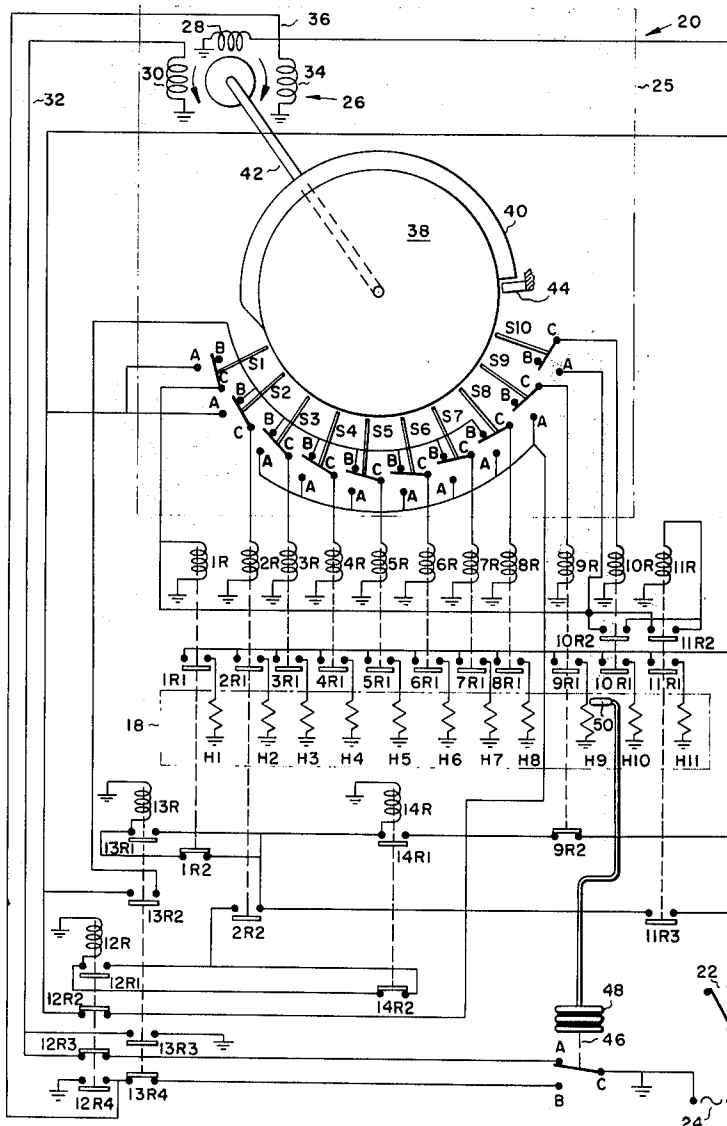 36
28
20
30
34
25
32
26
42
40
38
44
S10
C
B
A
S1
S9
B
A
B
C
S2
S8
C
B
A
S3
S7
B
A
C
B
S4
S5
S6
B
C
B
C
B
C
B
C
B
C
B
C
A
A
A
A
A
A
1R
2R
3R
4R
5R
6R
7R
8R
9R
10R
11R
10R2
11R2
1R1
2R1
3R1
4R1
5R1
6R1
7R1
8R1
9R1
10R1
11R1
18
50
H1
H2
H3
H4
H5
H6
H7
H8
H9
H10
H11
13R
14R
13R1
14R1
9R2
1R2
13R2
2R2
11R3
12R
12R1
12R2
14R2
22
48
12R3
13R3
46
A
C
12R4
13R4
B
24